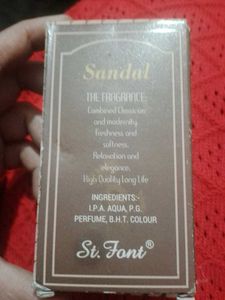 Sandal
THE FRAGRANCE:
Combined Classicism
and modernity.
Freshness and
softness.
Relaxation and
elegance.
High Quality Long Life
INGREDIENTS:-
I.P.A. AQUA, P.G.
PERFUME, B.H.T. COLOUR
St. Font®